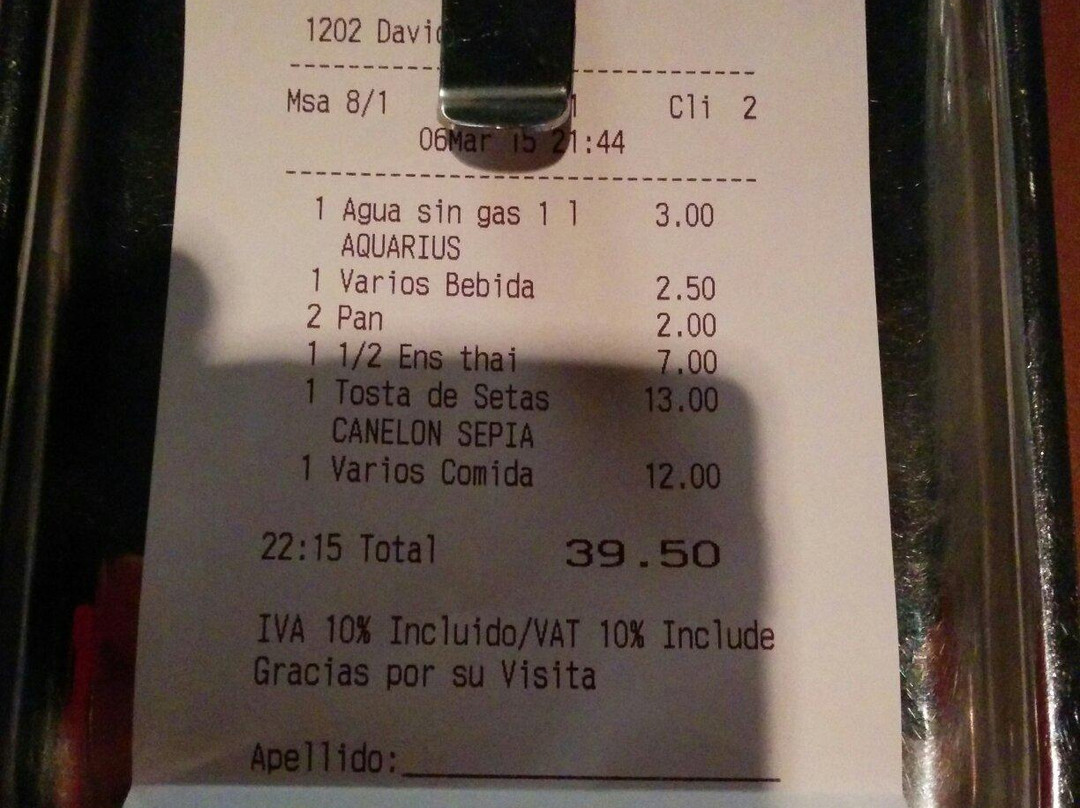 1202 David
Msa 8/1 1 Cli 2
06Mar 15 21:44
1 Agua sin gas 1 l 3.00
AQUARIUS
1 Varios Bebida 2.50
2 Pan 2.00
1 1/2 Ens thai 7.00
1 Tosta de Setas 13.00
CANELON SEPIA
1 Varios Comida 12.00
22:15 Total 39.50
IVA 10% Incluido/VAT 10% Include
Gracias por su Visita
Apellido: